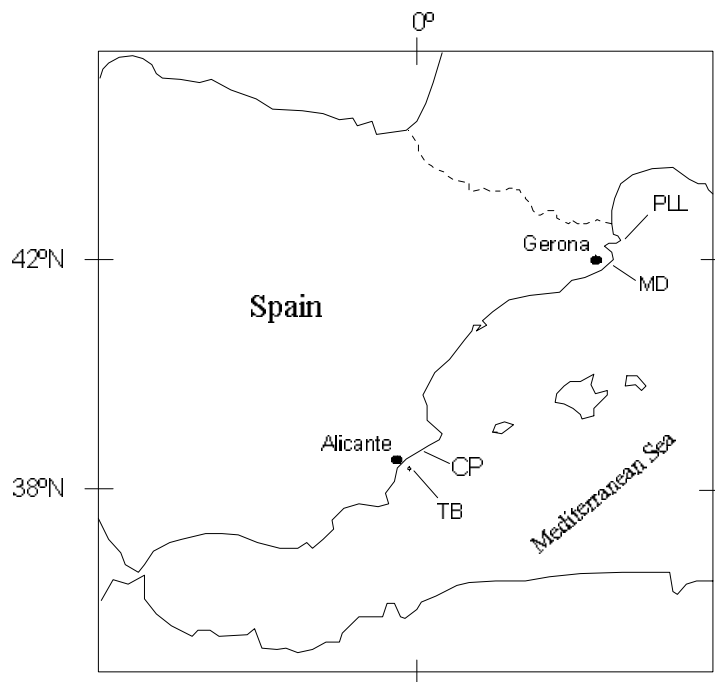 0º
PLL
Gerona
42ºN
MD
Spain
Alicante
CP
38ºN
TB
Mediterranean Sea